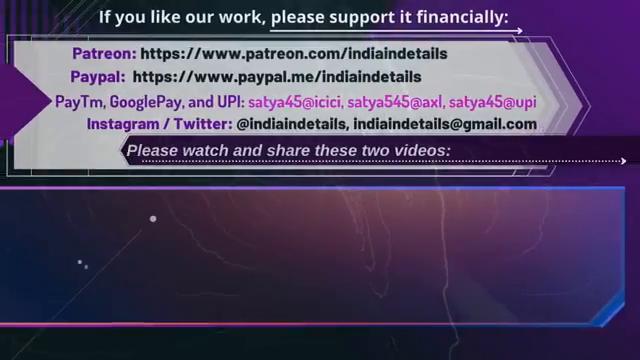 If you like our work, please support it financially:
Patreon: https://www.patreon.com/indiaindetails
Paypal: https://www.paypal.me/indiaindetails
PayTm, GooglePay, and UPI: satya45@icici, satya545@axl, satya45@upi
Instagram / Twitter: @indiaindetails, indiaindetails@gmail.com
Please watch and share these two videos: